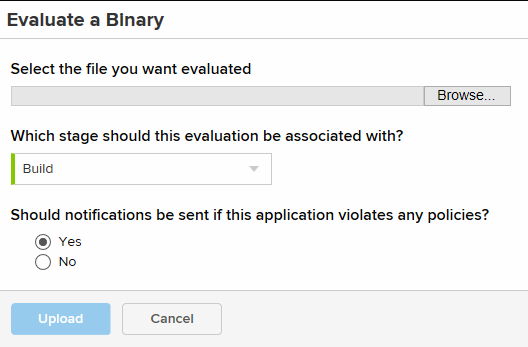 Evaluate a BInary
Select the file you want evaluated
Browse...
Which stage should this evaluation be associated with?
Build
Should notifications be sent if this application violates any policies?
Yes
No
Upload Cancel